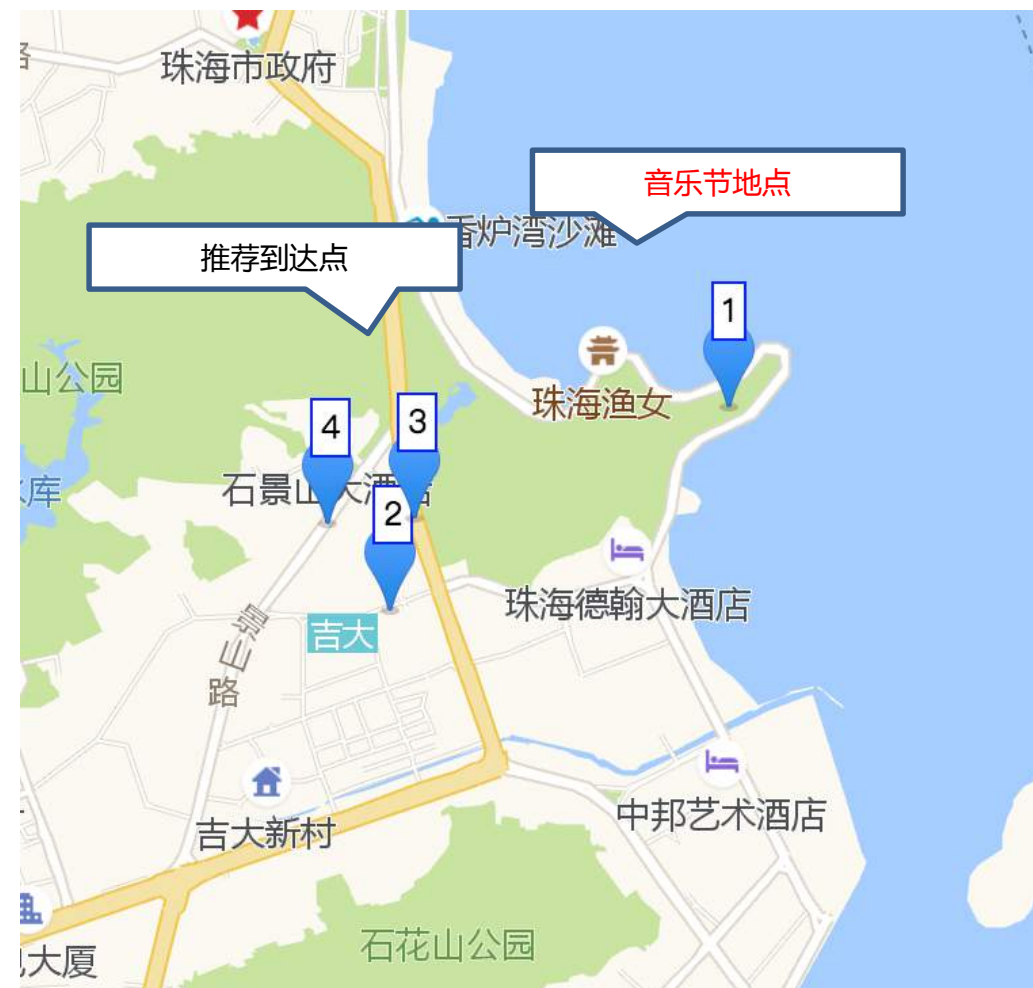 珠海市政府
音乐节地点
香炉湾沙滩
推荐到达点
1
山公园
珠海渔女
4
3
石景山大酒店
库
2
珠海德翰大酒店
吉大
景山路
中邦艺术酒店
吉大新村
石花山公园
大厦